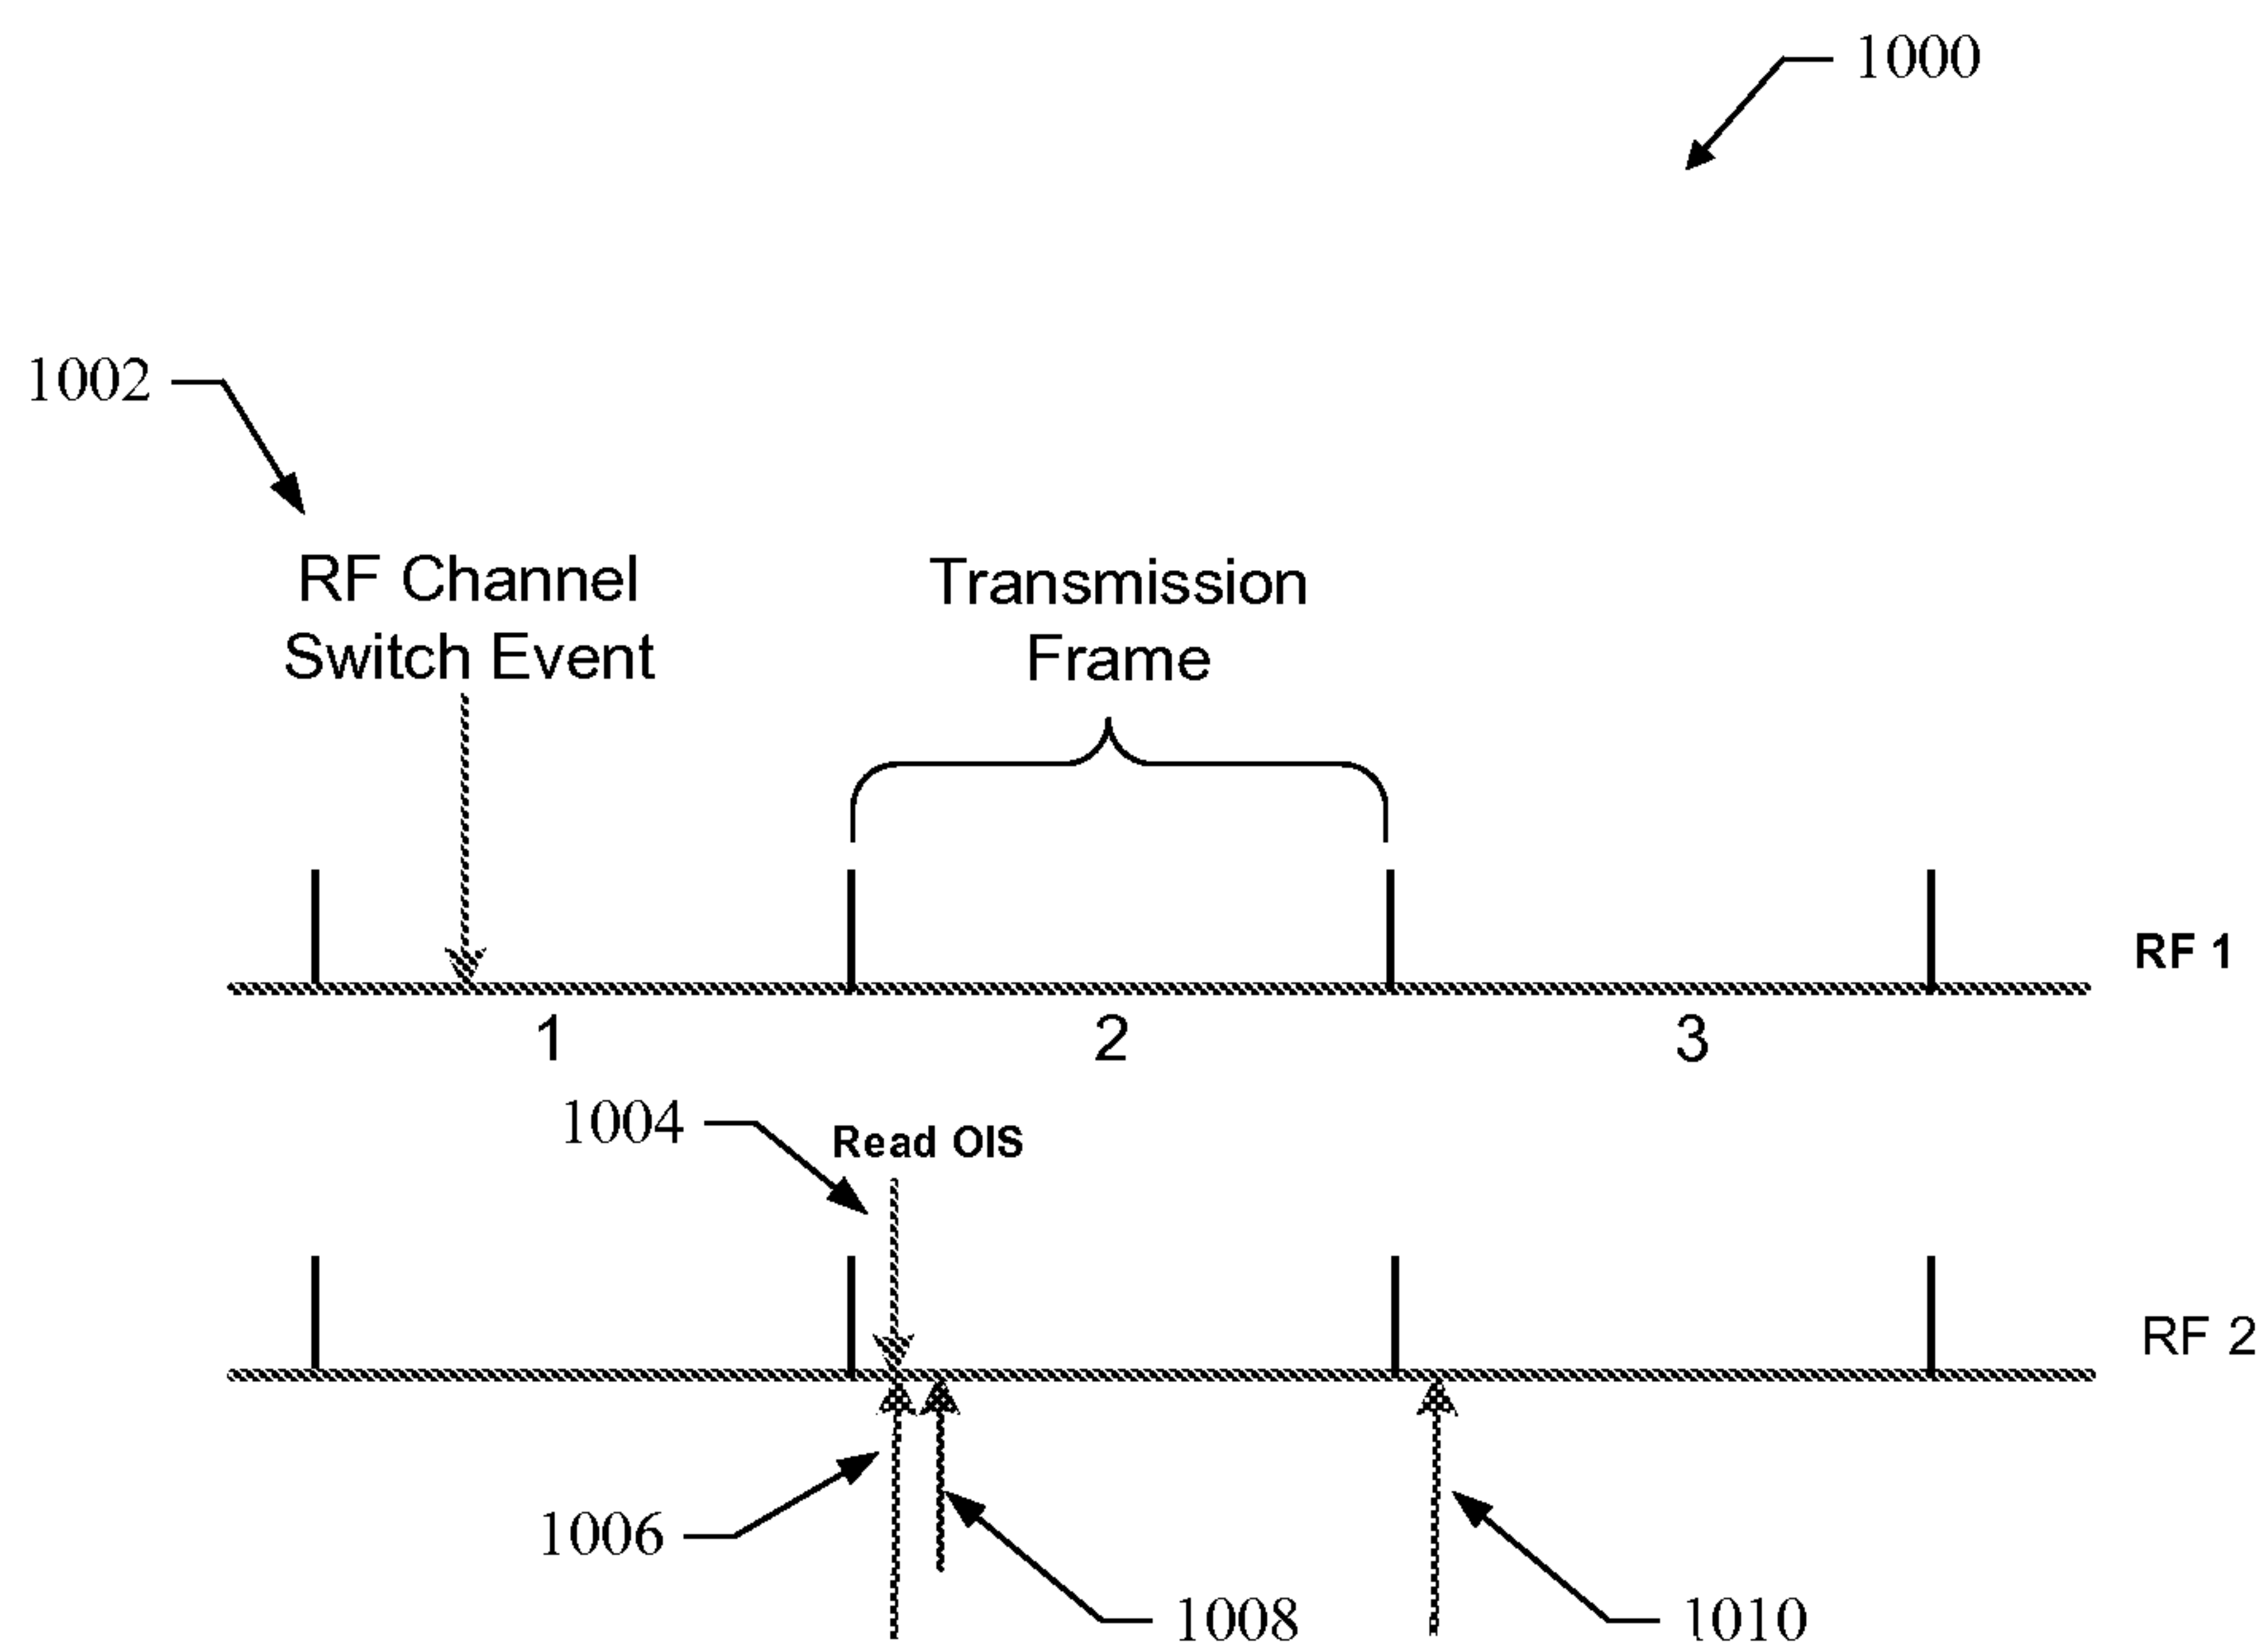 1000
1002
RF Channel
Switch Event
Transmission
Frame
RF 1
1 2 3
1004
Read OIS
RF 2
1006
1008
1010